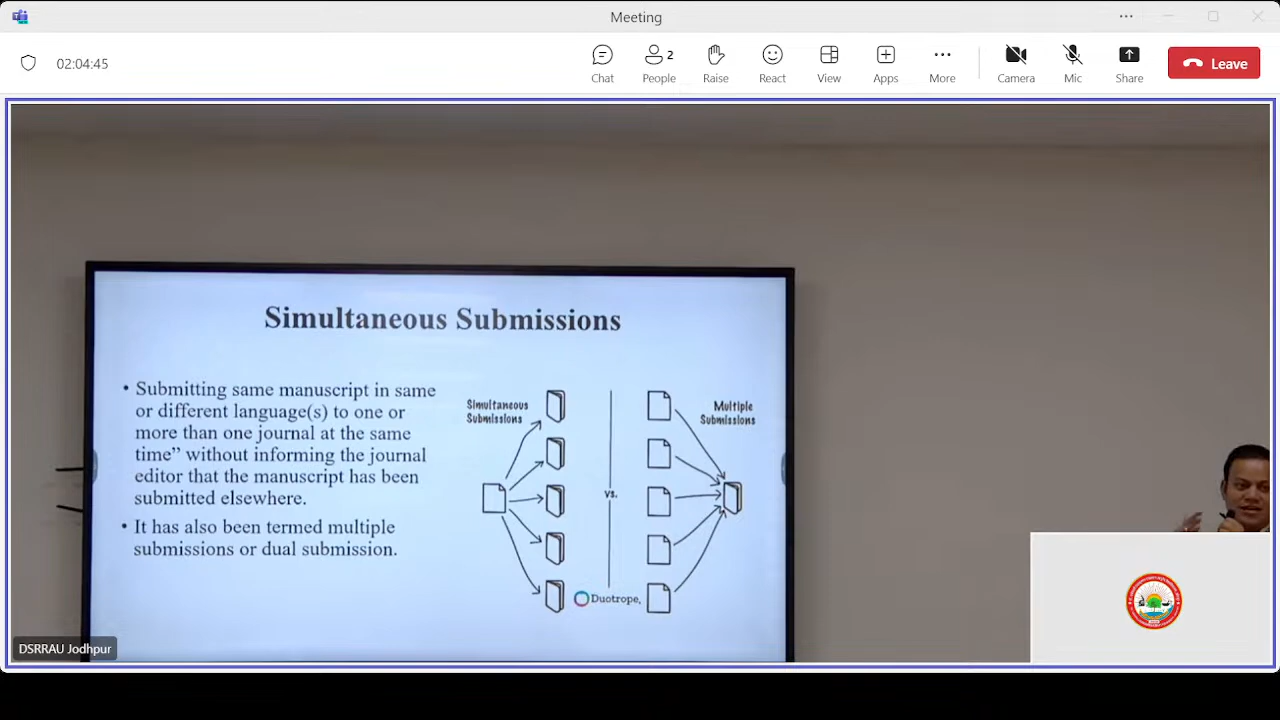 Meeting
02:04:45
Chat
People
2
Raise
React
View
Apps
More
Camera
Mic
Share
Leave
Simultaneous Submissions
• Submitting same manuscript in same
or different language(s) to one or
more than one journal at the same
time” without informing the journal
editor that the manuscript has been
submitted elsewhere.
• It has also been termed multiple
submissions or dual submission.
Simultaneous
Submissions
vs.
Multiple
Submissions
Duotrope
DSRRAU Jodhpur